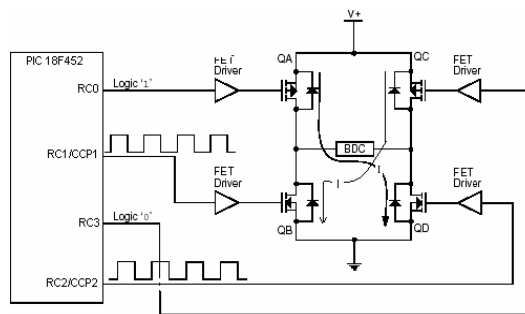 V+
PIC 18F452
FET
Driver
QA
QC
FET
Driver
RC0
Logic '1'
RC1/CCP1
BDC
I
I
FET
Driver
FET
Driver
RC3
Logic '0'
QB
QD
RC2/CCP2